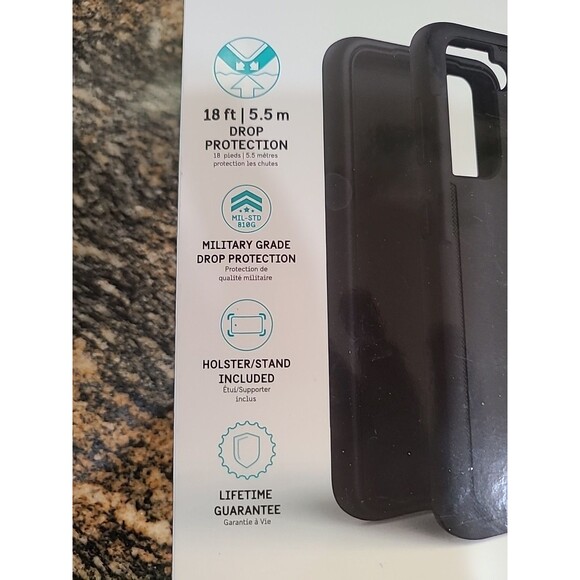 18 ft | 5.5 m
DROP
PROTECTION
18 pieds | 5.5 mètres
protection les chutes
MIL-STD
810G
MILITARY GRADE
DROP PROTECTION
Protection de
qualité militaire
HOLSTER/STAND
INCLUDED
Étui/Supporter
inclus
LIFETIME
GUARANTEE
Garantie à Vie